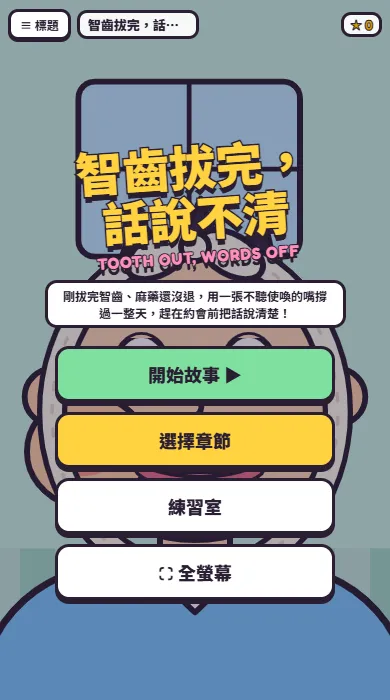 標題
智齒拔完，話⋯
0
智齒拔完，
話說不清
TOOTH OUT, WORDS OFF
剛拔完智齒、麻藥還沒退，用一張不聽使喚的嘴撐
過一整天，趕在約會前把話說清楚！
開始故事 ▶
選擇章節
練習室
全螢幕